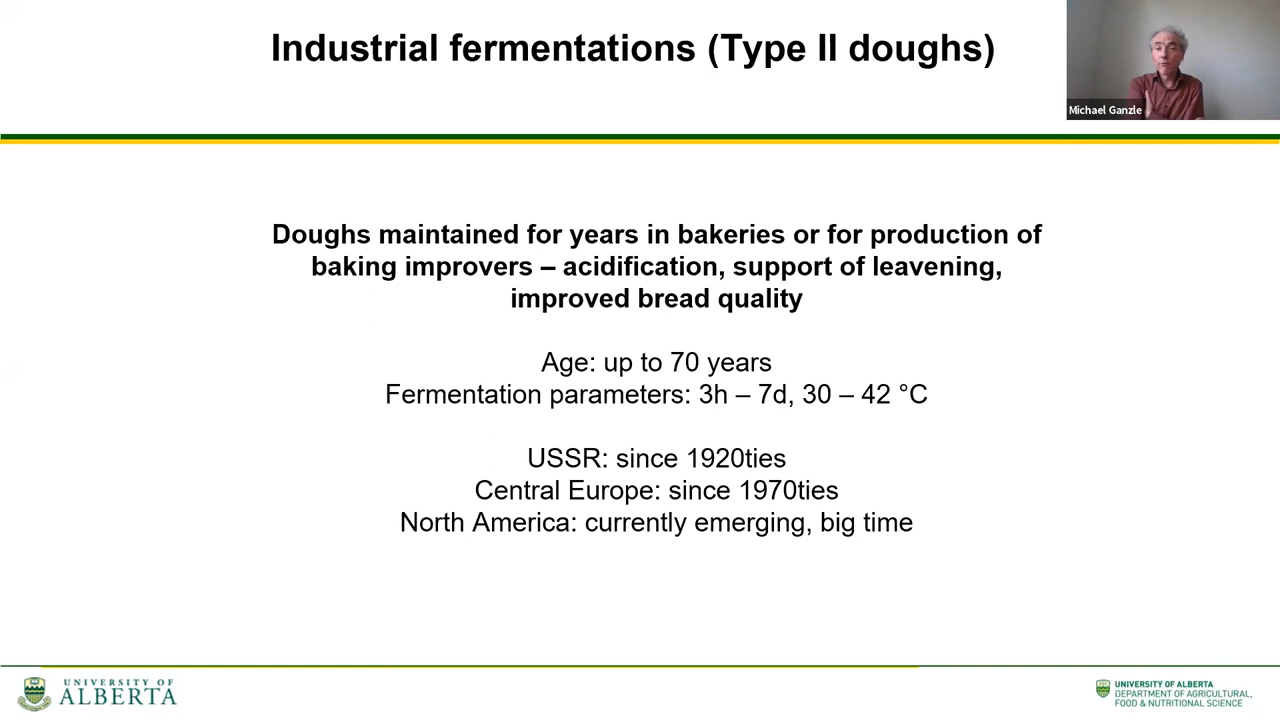 Industrial fermentations (Type II doughs)
Michael Ganzle
Doughs maintained for years in bakeries or for production of
baking improvers – acidification, support of leavening,
improved bread quality
Age: up to 70 years
Fermentation parameters: 3h – 7d, 30 – 42 °C
USSR: since 1920ties
Central Europe: since 1970ties
North America: currently emerging, big time
UNIVERSITY OF
ALBERTA
UNIVERSITY OF ALBERTA
DEPARTMENT OF AGRICULTURAL,
FOOD & NUTRITIONAL SCIENCE